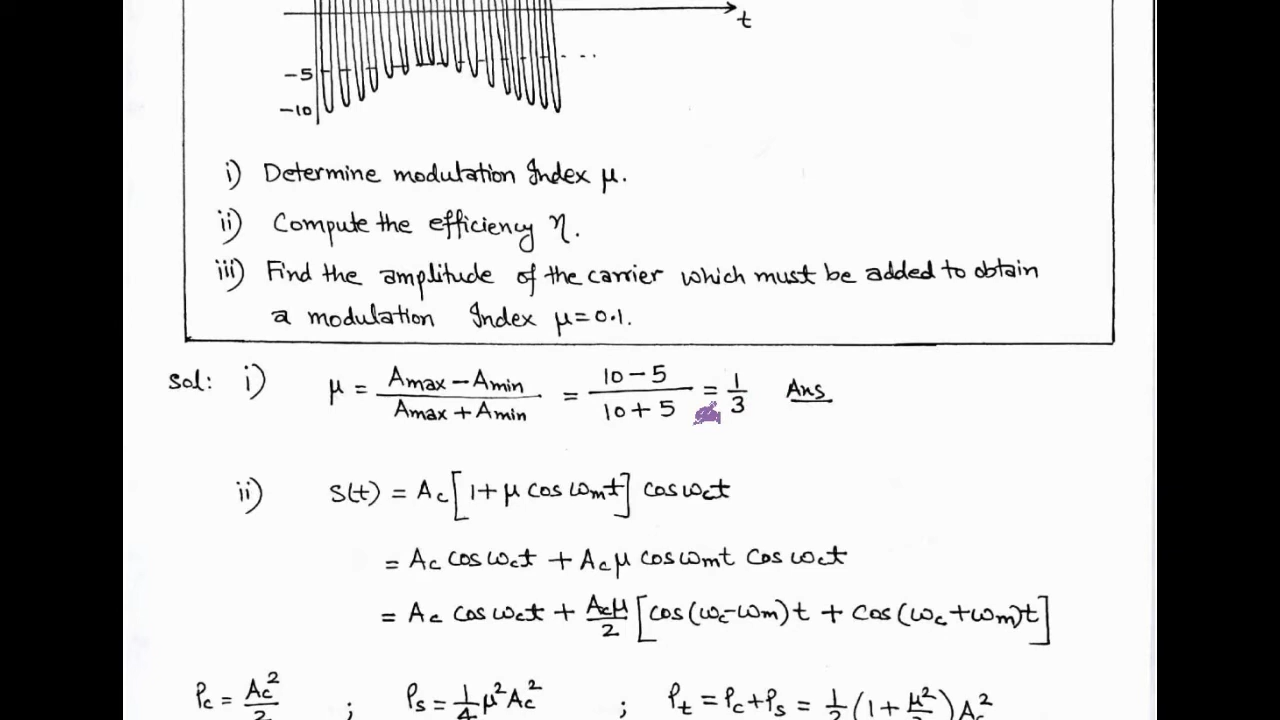 t
-5
-10
i) Determine modulation Index μ.
ii) Compute the efficiency η.
iii) Find the amplitude of the carrier which must be added to obtain
a modulation Index μ=0.1.
Sol: i) μ = (Amax - Amin)/(Amax + Amin) = (10 - 5)/(10 + 5) = 1/3 Ans
ii) S(t) = Ac[1+ μ cos ωmt] cos ωct
= Ac cos ωct + Acμ cos ωmt cos ωct
= Ac cos ωct + Acμ/2 [cos(ωc-ωm)t + cos(ωc+ωm)t]
Pc = Ac²/2 ; Ps = 1/4 μ²Ac² ; Pt = Pc+Ps = 1/2 (1+ μ²/2) Ac²